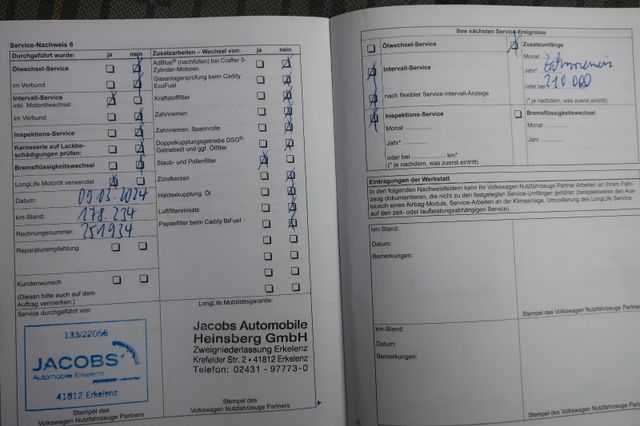 Service-Nachweis 6
Durchgeführt wurde: ja nein
Ölwechsel-Service
im Verbund
Intervall-Service
inkl. Motorölwechsel
im Verbund
Inspektions-Service
Karosserie auf Lackbe-
schädigungen prüfen:
Bremsflüssigkeitswechsel
LongLife Motoröl verwendet
Datum: 05.03.2024
km-Stand: 178 234
Rechnungsnummer: 251934
Reparaturempfehlung
Kundenwunsch
(Diesen bitte auch auf dem
Auftrag vermerken.)
Service durchgeführt von:
133/22056
JACOBS
Automobile Erkelenz
41812 Erkelenz
Stempel des
Volkswagen Nutzfahrzeuge Partners
Zusatzarbeiten – Wechsel von: ja nein
AdBlue® (nachfüllen) bei Crafter 5-
Zylinder-Motoren
Gasanlagenprüfung beim Caddy
EcoFuel
Kraftstofffilter
Zahnriemen
Zahnriemen: Spannrolle
Doppelkupplungsgetriebe DSG®:
Getriebeöl und ggf. Ölfilter
Staub- und Pollenfilter
Zündkerzen
Haldexkupplung: Öl
Luftfiltereinsatz
Papierfilter beim Caddy BiFuel
LongLife Mobilitätsgarantie:
Jacobs Automobile
Heinsberg GmbH
Zweigniederlassung Erkelenz
Krefelder Str. 2 • 41812 Erkelenz
Telefon: 02431 - 97773-0
Stempel des
Volkswagen Nutzfahrzeuge Partners
Ihre nächsten Service-Ereignisse
Ölwechsel-Service
Intervall-Service
nach flexibler Service-Intervall-Anzeige
Inspektions-Service
Monat
Jahr*
oder bei km*
(* je nachdem, was zuerst eintritt)
Zusatzumfänge
Monat
Jahr* Zahnriemen
oder bei 210 000
(* je nachdem, was zuerst eintritt)
Bremsflüssigkeitswechsel
Monat
Jahr
Eintragungen der Werkstatt
In den folgenden Nachweisfeldern kann Ihr Volkswagen Nutzfahrzeuge Partner Arbeiten an Ihrem Fahr-
zeug dokumentieren, die nicht zu den festgelegten Service-Umfängen gehören (beispielsweise der Aus-
tausch eines Airbag-Moduls, Service-Arbeiten an der Klimaanlage, Umcodierung des LongLife Service
auf den zeit- oder laufleistungsabhängigen Service).
km-Stand:
Datum:
Bemerkungen:
Stempel des Volkswagen Nutzfahrzeuge Partners
km-Stand:
Datum:
Bemerkungen:
Stempel des Volkswagen Nutzfahrzeuge Partners